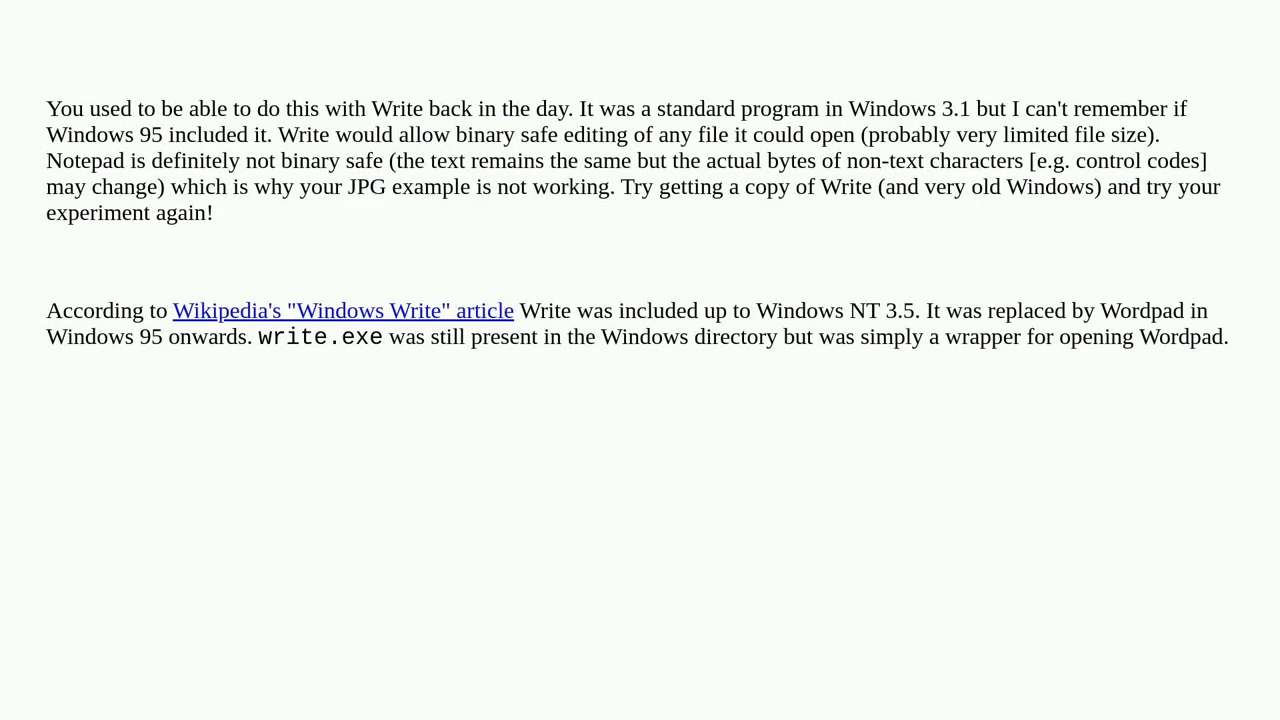 You used to be able to do this with Write back in the day. It was a standard program in Windows 3.1 but I can't remember if
Windows 95 included it. Write would allow binary safe editing of any file it could open (probably very limited file size).
Notepad is definitely not binary safe (the text remains the same but the actual bytes of non-text characters [e.g. control codes]
may change) which is why your JPG example is not working. Try getting a copy of Write (and very old Windows) and try your
experiment again!
According to Wikipedia's "Windows Write" article Write was included up to Windows NT 3.5. It was replaced by Wordpad in
Windows 95 onwards. write.exe was still present in the Windows directory but was simply a wrapper for opening Wordpad.